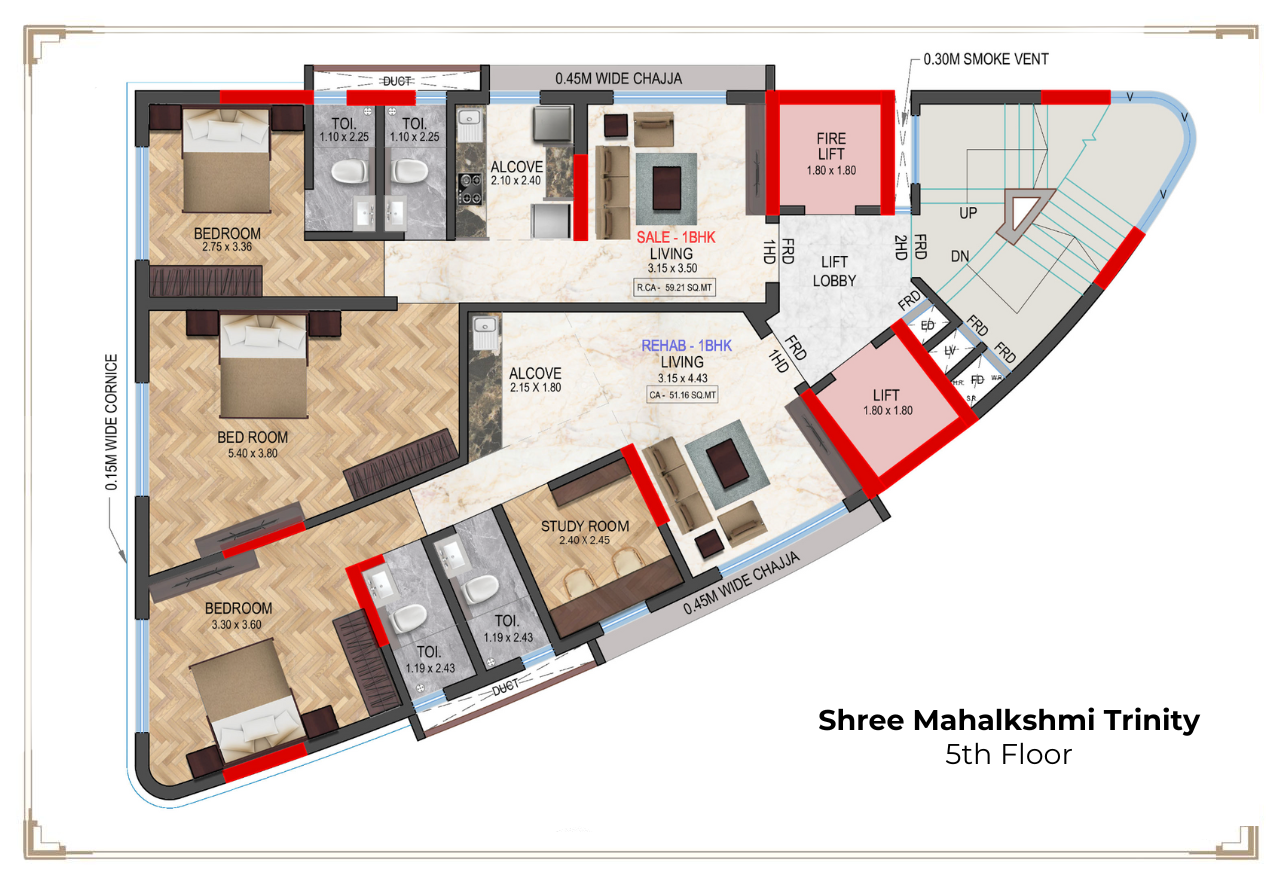 0.30M SMOKE VENT
DUCT
0.45M WIDE CHAJJA
V
V
V
TOI.
1.10 x 2.25
TOI.
1.10 x 2.25
ALCOVE
2.10 x 2.40
FIRE
LIFT
1.80 x 1.80
BEDROOM
2.75 x 3.36
SALE - 1BHK
LIVING
3.15 x 3.50
R.CA - 59.21 SQ.MT
1HD
FRD
LIFT
LOBBY
2HD
FRD
UP
DN
FRD
FRD
FRD
ED
LV
FD
H.R.
W.R.
S.R.
REHAB - 1BHK
LIVING
3.15 x 4.43
CA - 51.16 SQ.MT
1HD
FRD
ALCOVE
2.15 X 1.80
LIFT
1.80 x 1.80
0.15M WIDE CORNICE
BED ROOM
5.40 x 3.80
STUDY ROOM
2.40 X 2.45
0.45M WIDE CHAJJA
BEDROOM
3.30 x 3.60
TOI.
1.19 x 2.43
TOI.
1.19 x 2.43
DUCT
Shree Mahalkshmi Trinity
5th Floor